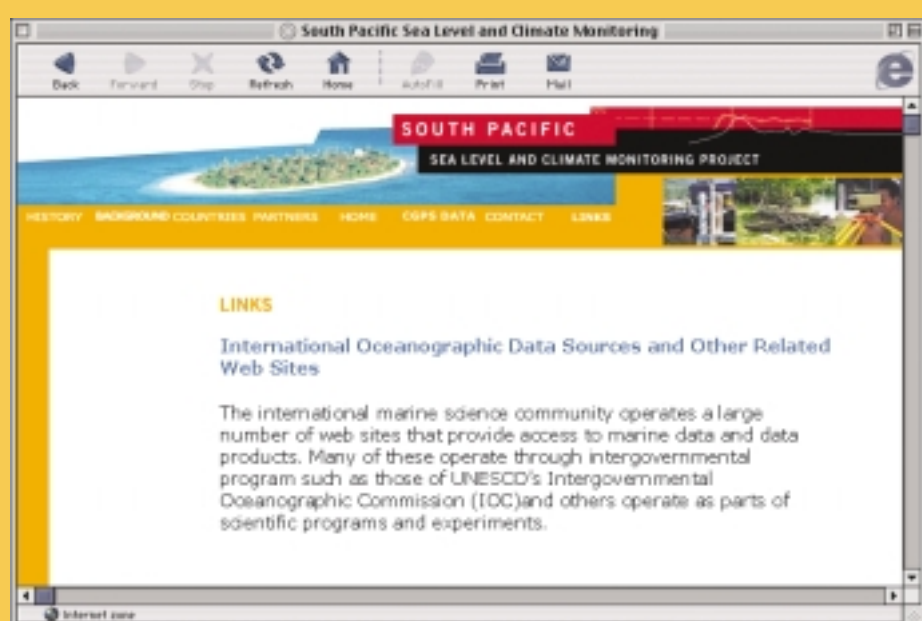 South Pacific Sea Level and Climate Monitoring
Back Forward Stop Refresh Home AutoFill Print Mail
SOUTH PACIFIC
SEA LEVEL AND CLIMATE MONITORING PROJECT
HISTORY BACKGROUND COUNTRIES PARTNERS HOME CGPS DATA CONTACT LINKS
LINKS
International Oceanographic Data Sources and Other Related
Web Sites
The international marine science community operates a large
number of web sites that provide access to marine data and data
products. Many of these operate through intergovernmental
program such as those of UNESCO's Intergovernmental
Oceanographic Commission (IOC)and others operate as parts of
scientific programs and experiments.
Internet zone